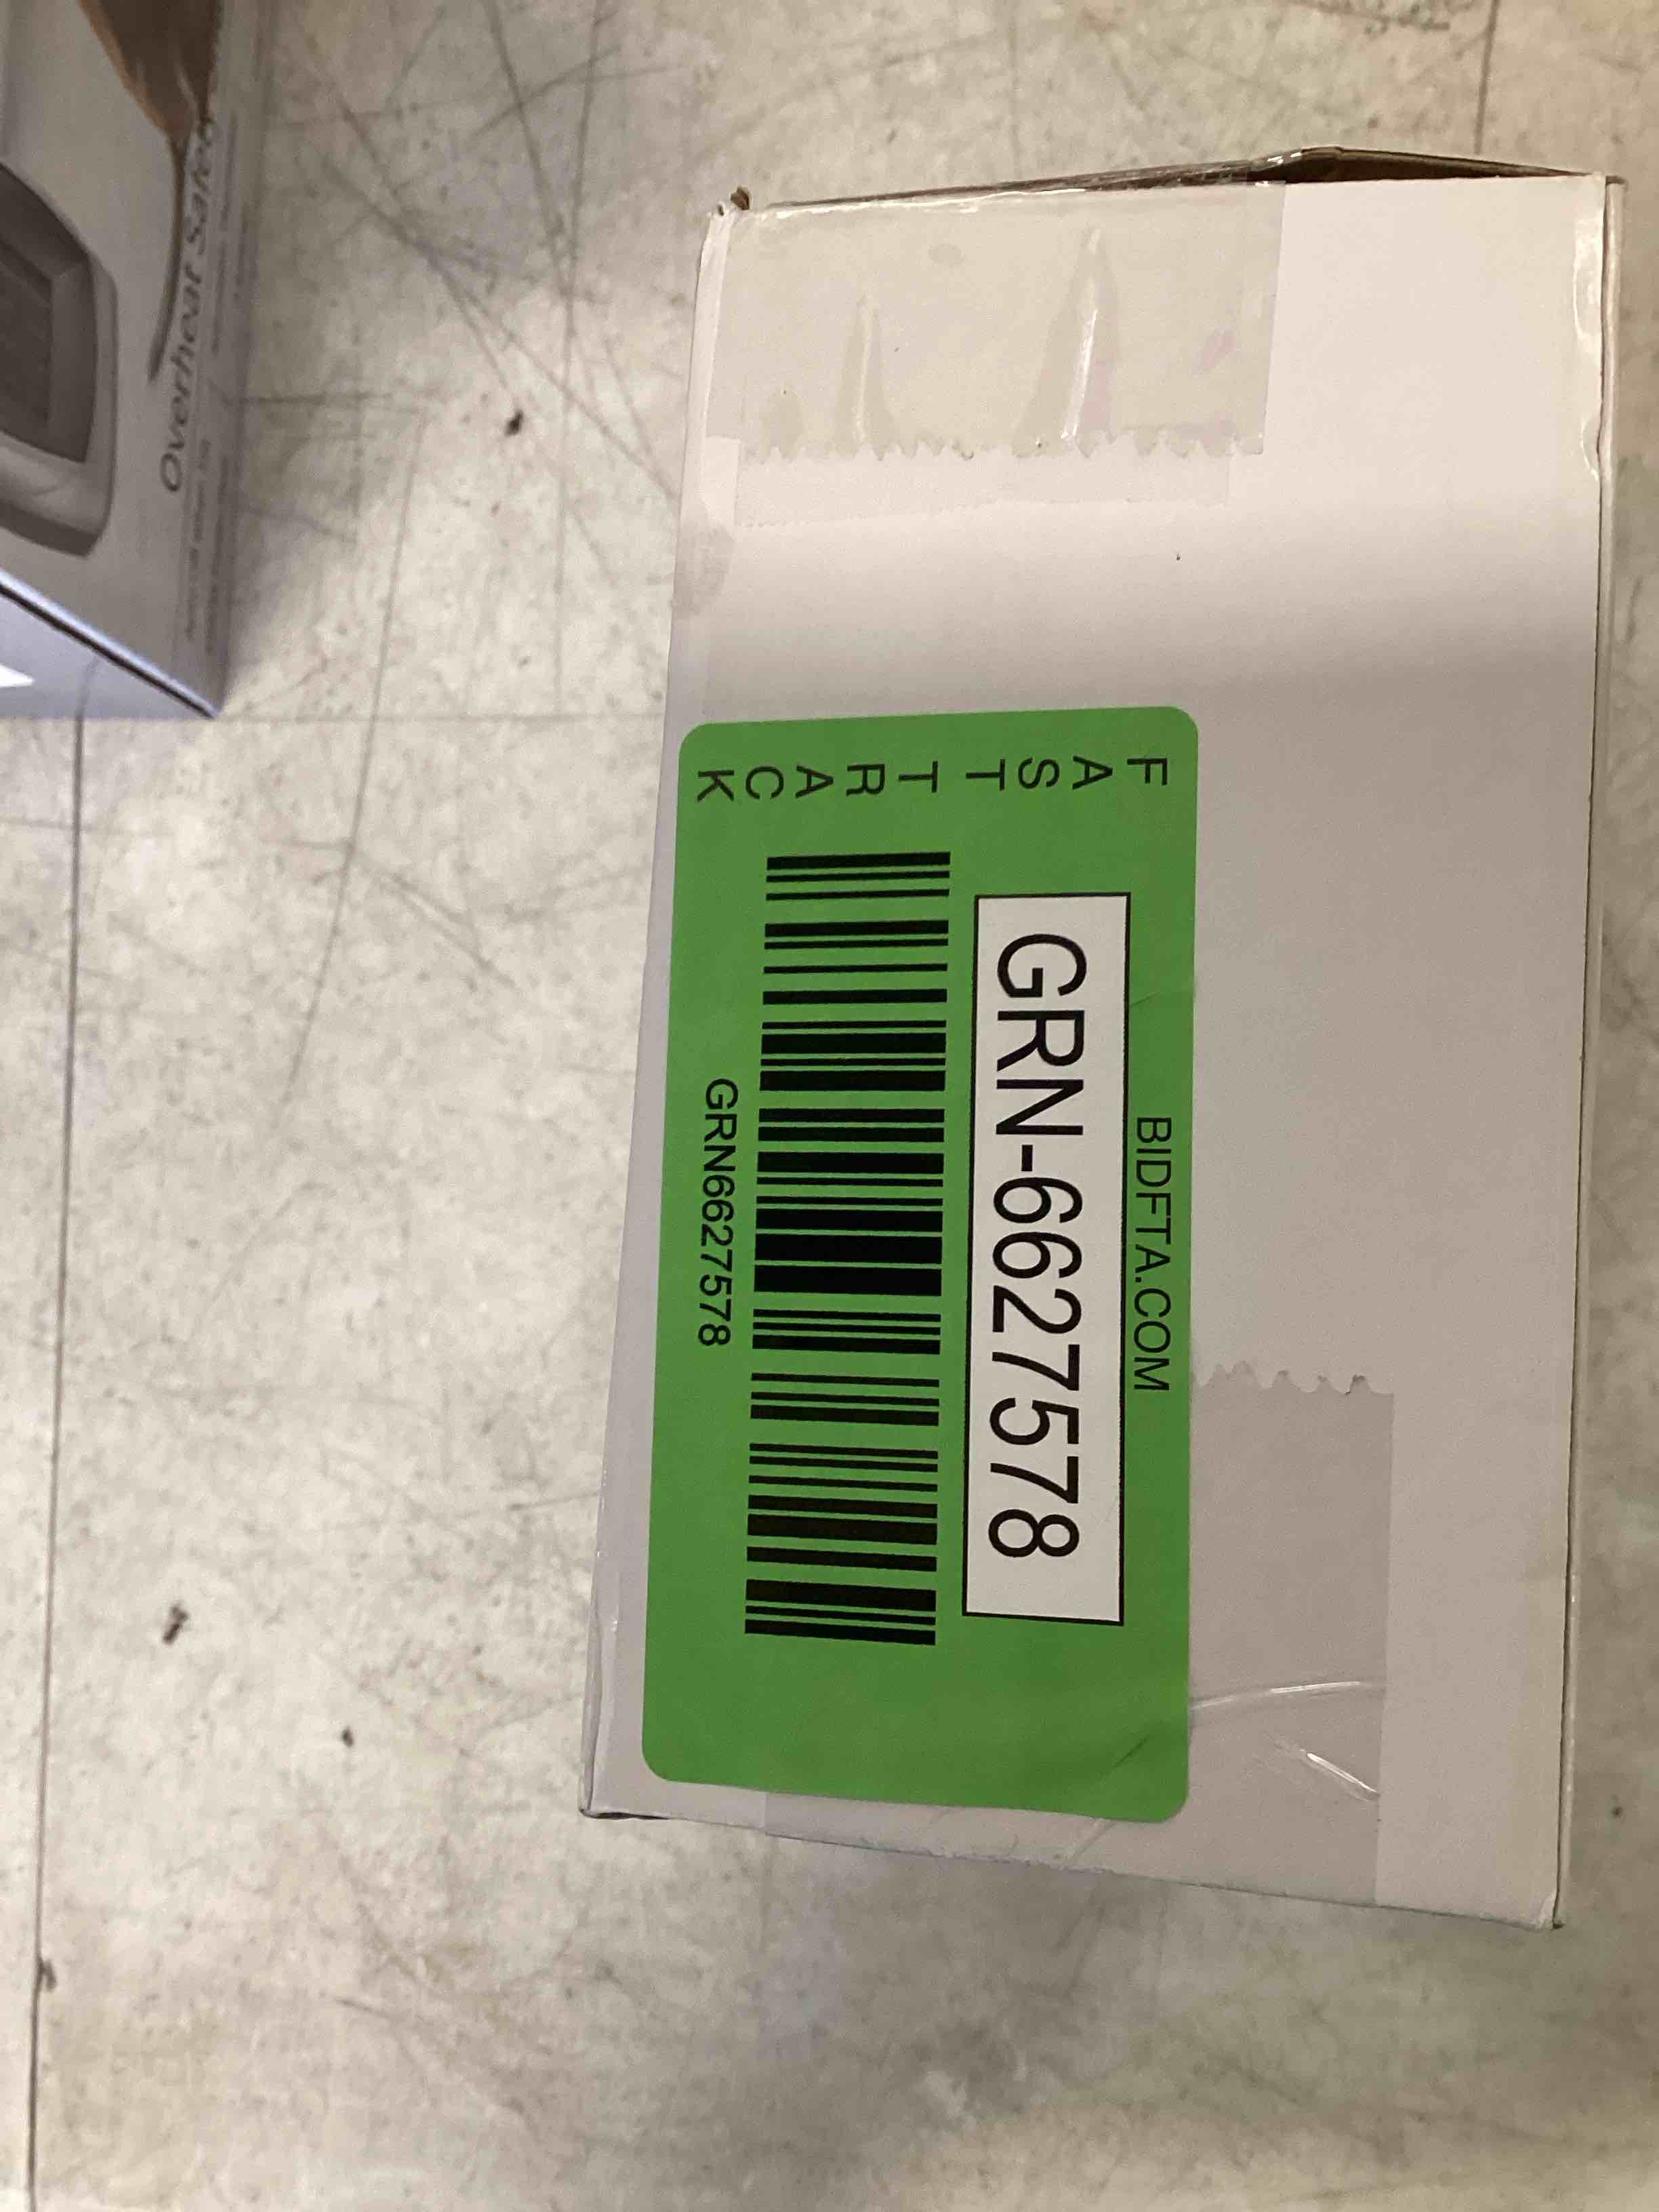 BIDFTA.COM
FAST TRACK
GRN-6627578
GRN6627578
Overheat Safe